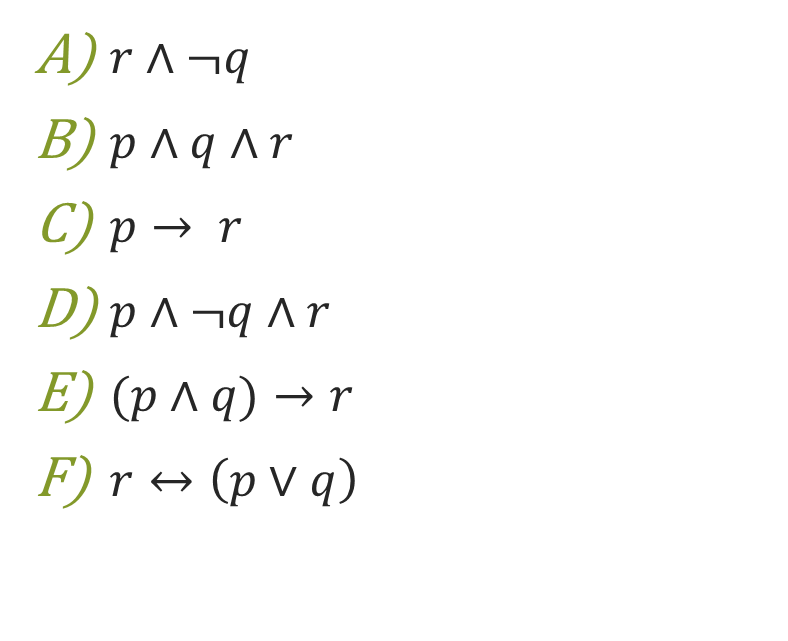 A) r ∧ ¬q
B) p ∧ q ∧ r
C) p → r
D) p ∧ ¬q ∧ r
E) (p ∧ q) → r
F) r ↔ (p ∨ q)